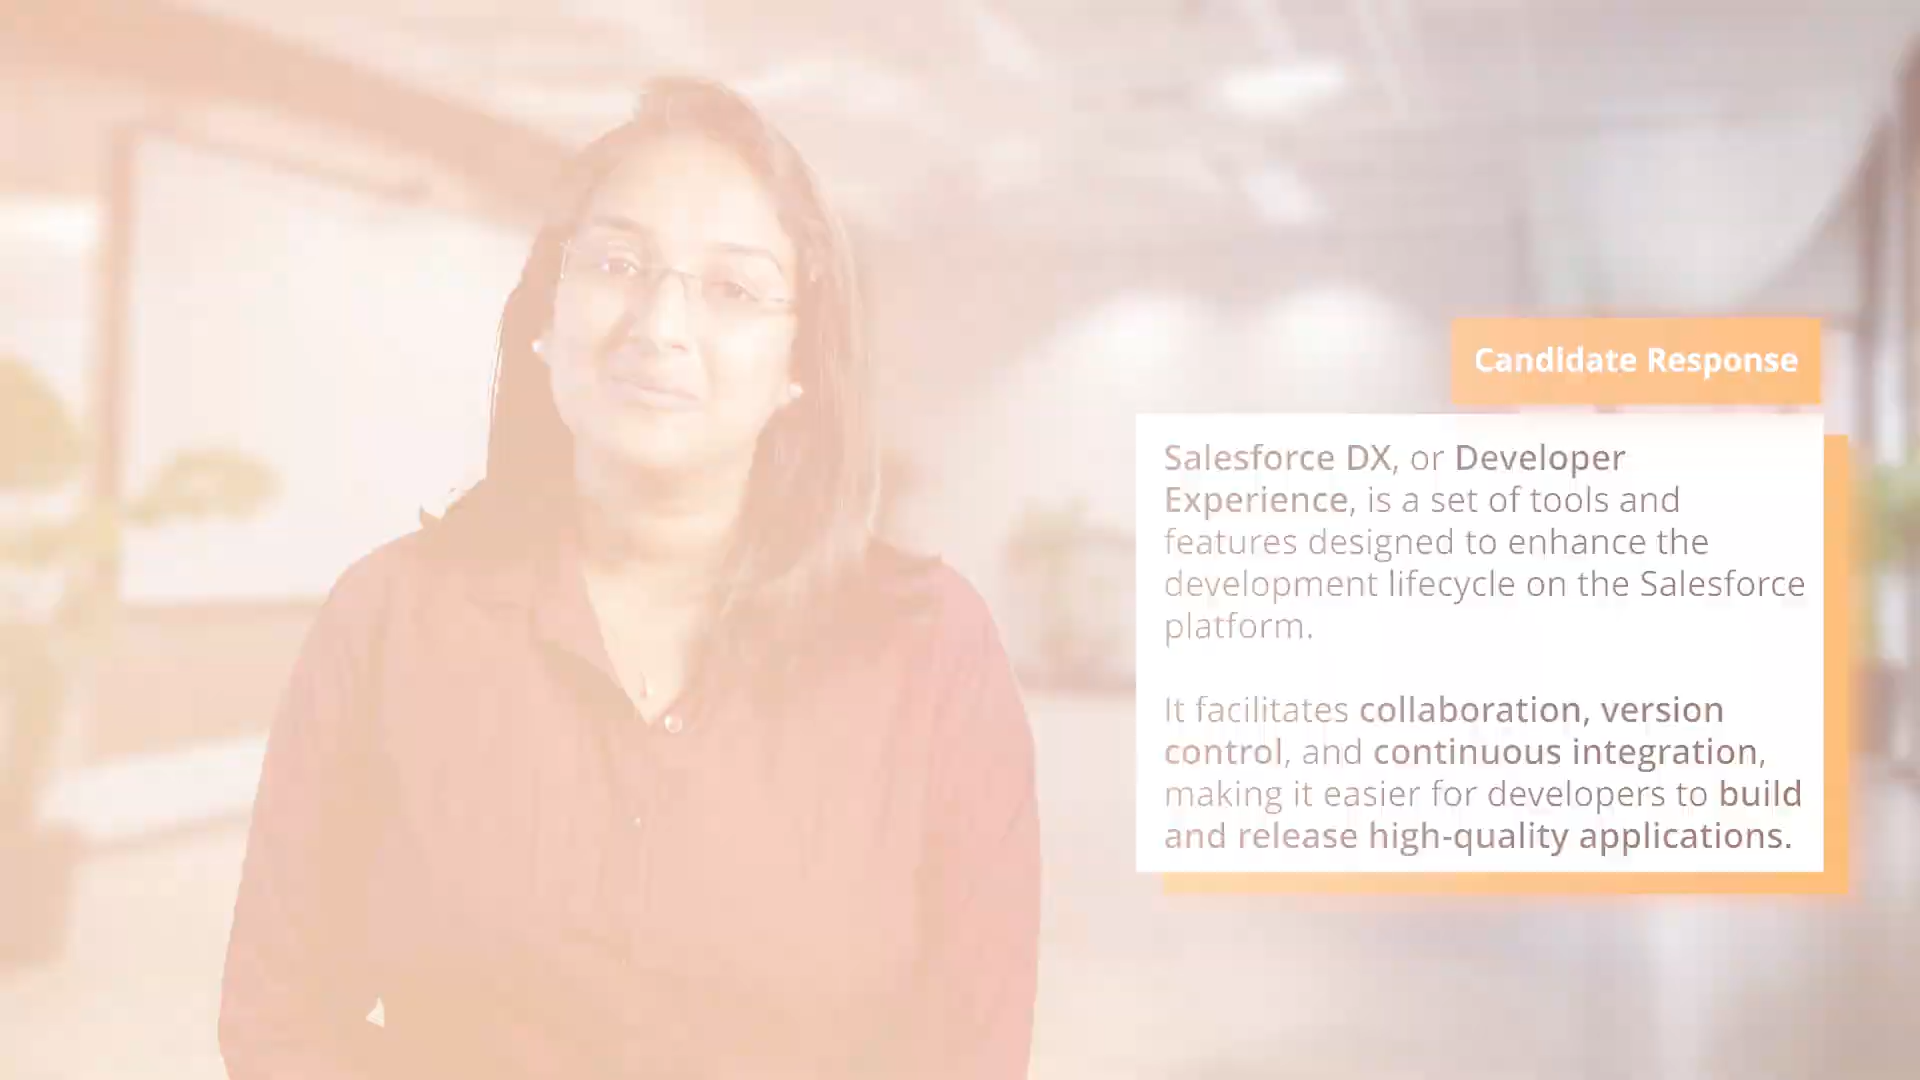 Candidate Response
Salesforce DX, or Developer
Experience, is a set of tools and
features designed to enhance the
development lifecycle on the Salesforce
platform.
It facilitates collaboration, version
control, and continuous integration,
making it easier for developers to build
and release high-quality applications.